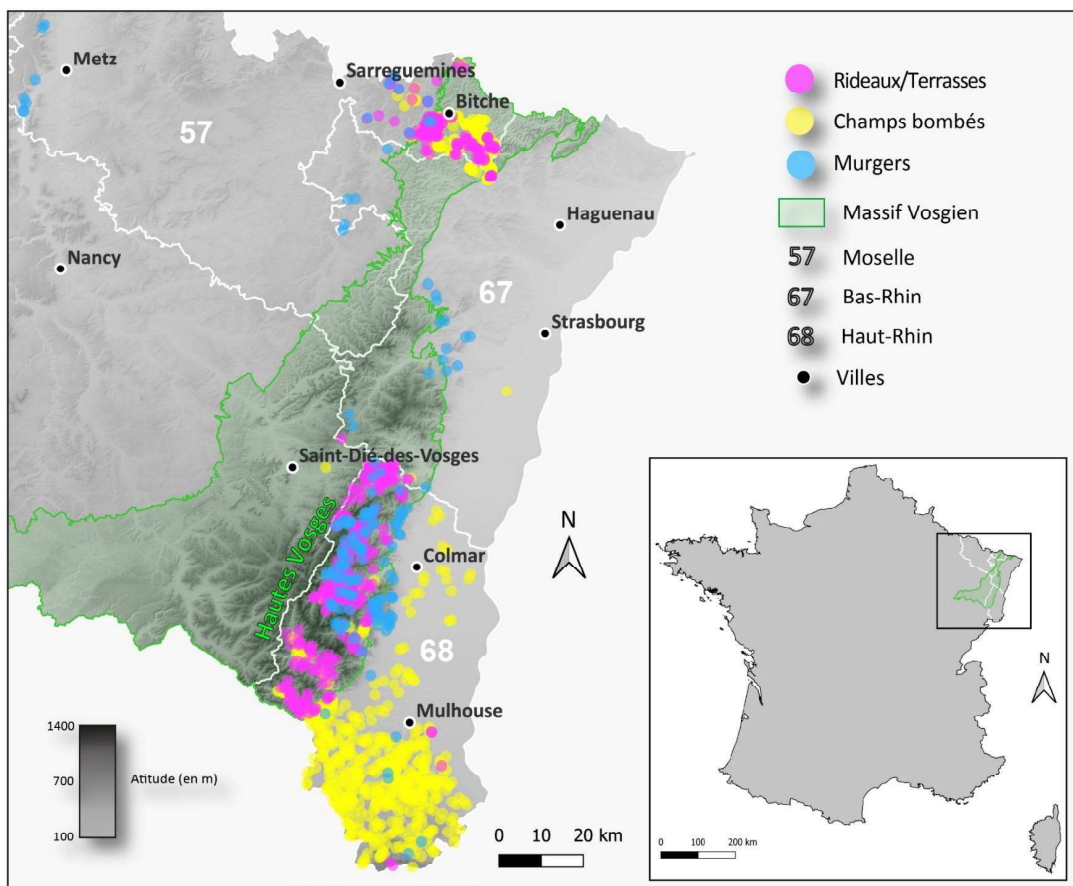 Metz
Sarreguemines
Bitche
57
Haguenau
Nancy
67
Strasbourg
Saint-Dié-des-Vosges
Hautes Vosges
N
Colmar
68
Mulhouse
1400
700
100
Atitude (en m)
0 10 20 km
Rideaux/Terrasses
Champs bombés
Murgers
Massif Vosgien
57 Moselle
67 Bas-Rhin
68 Haut-Rhin
Villes
N
0 100 200 km